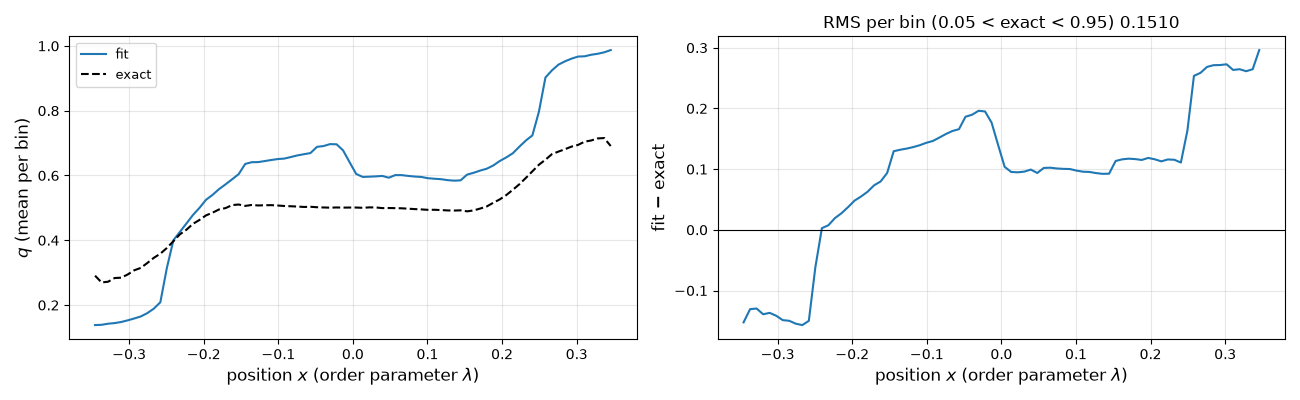 1.0
0.8
0.6
0.4
0.2
q (mean per bin)
fit
exact
−0.3 −0.2 −0.1 0.0 0.1 0.2 0.3
position x (order parameter λ)
RMS per bin (0.05 < exact < 0.95) 0.1510
0.3
0.2
0.1
0.0
−0.1
fit − exact
−0.3 −0.2 −0.1 0.0 0.1 0.2 0.3
position x (order parameter λ)